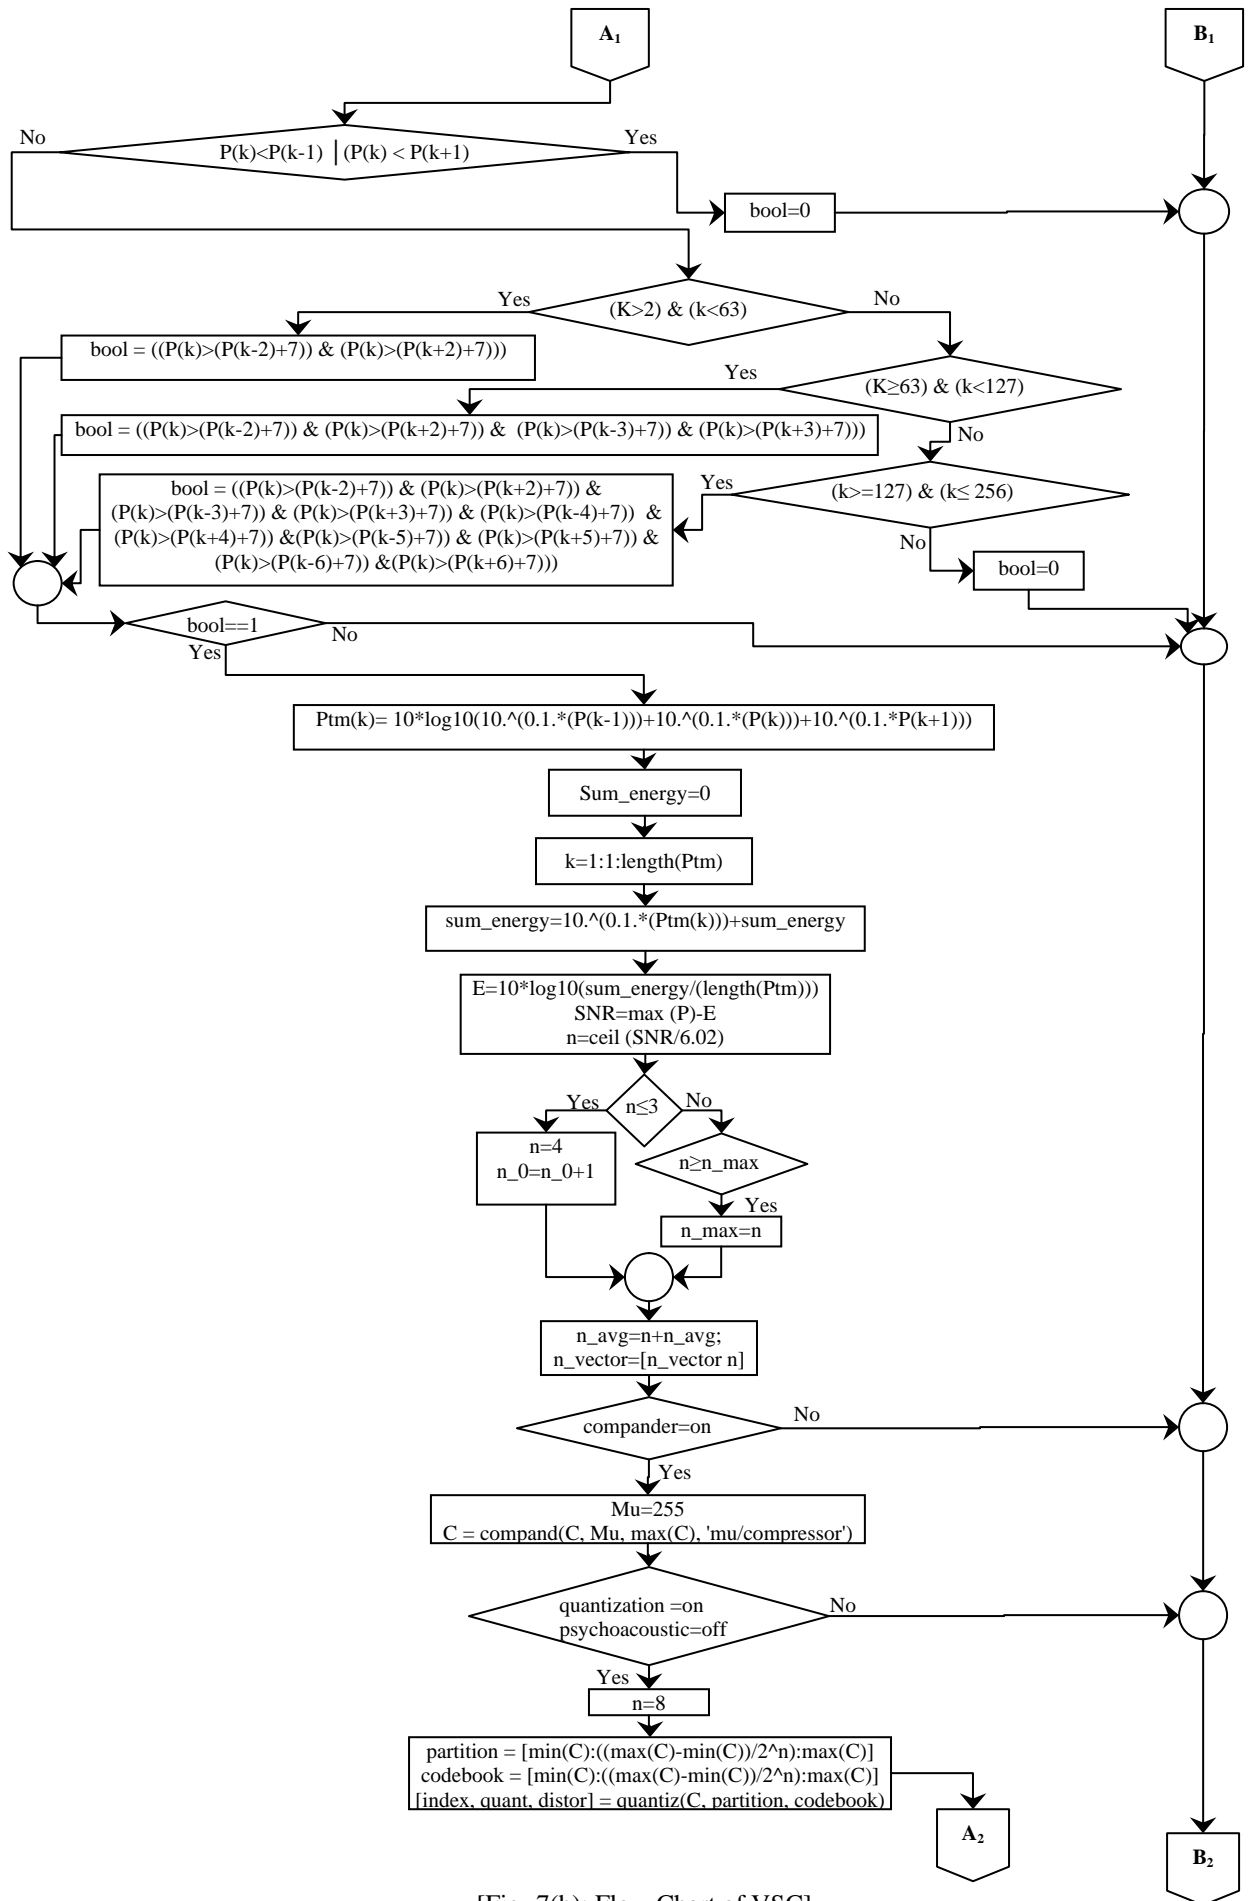 A₁
B₁
No
Yes
P(k)<P(k-1) | (P(k) < P(k+1)
bool=0
Yes
(K>2) & (k<63)
No
bool = ((P(k)>(P(k-2)+7)) & (P(k)>(P(k+2)+7)))
Yes
(K≥63) & (k<127)
bool = ((P(k)>(P(k-2)+7)) & (P(k)>(P(k+2)+7)) & (P(k)>(P(k-3)+7)) & (P(k)>(P(k+3)+7)))
No
Yes
(k>=127) & (k≤ 256)
bool = ((P(k)>(P(k-2)+7)) & (P(k)>(P(k+2)+7)) &
(P(k)>(P(k-3)+7)) & (P(k)>(P(k+3)+7)) & (P(k)>(P(k-4)+7)) &
(P(k)>(P(k+4)+7)) &(P(k)>(P(k-5)+7)) & (P(k)>(P(k+5)+7)) &
(P(k)>(P(k-6)+7)) &(P(k)>(P(k+6)+7)))
No
bool=0
bool==1
No
Yes
Ptm(k)= 10*log10(10.^(0.1.*(P(k-1)))+10.^(0.1.*(P(k)))+10.^(0.1.*P(k+1)))
Sum_energy=0
k=1:1:length(Ptm)
sum_energy=10.^(0.1.*(Ptm(k)))+sum_energy
E=10*log10(sum_energy/(length(Ptm)))
SNR=max (P)-E
n=ceil (SNR/6.02)
Yes
n≤3
No
n=4
n_0=n_0+1
n≥n_max
Yes
n_max=n
n_avg=n+n_avg;
n_vector=[n_vector n]
compander=on
No
Yes
Mu=255
C = compand(C, Mu, max(C), 'mu/compressor')
quantization =on
psychoacoustic=off
No
Yes
n=8
partition = [min(C):((max(C)-min(C))/2^n):max(C)]
codebook = [min(C):((max(C)-min(C))/2^n):max(C)]
[index, quant, distor] = quantiz(C, partition, codebook)
A₂
B₂
[Fig. 7(b): Flow Chart of VSC]